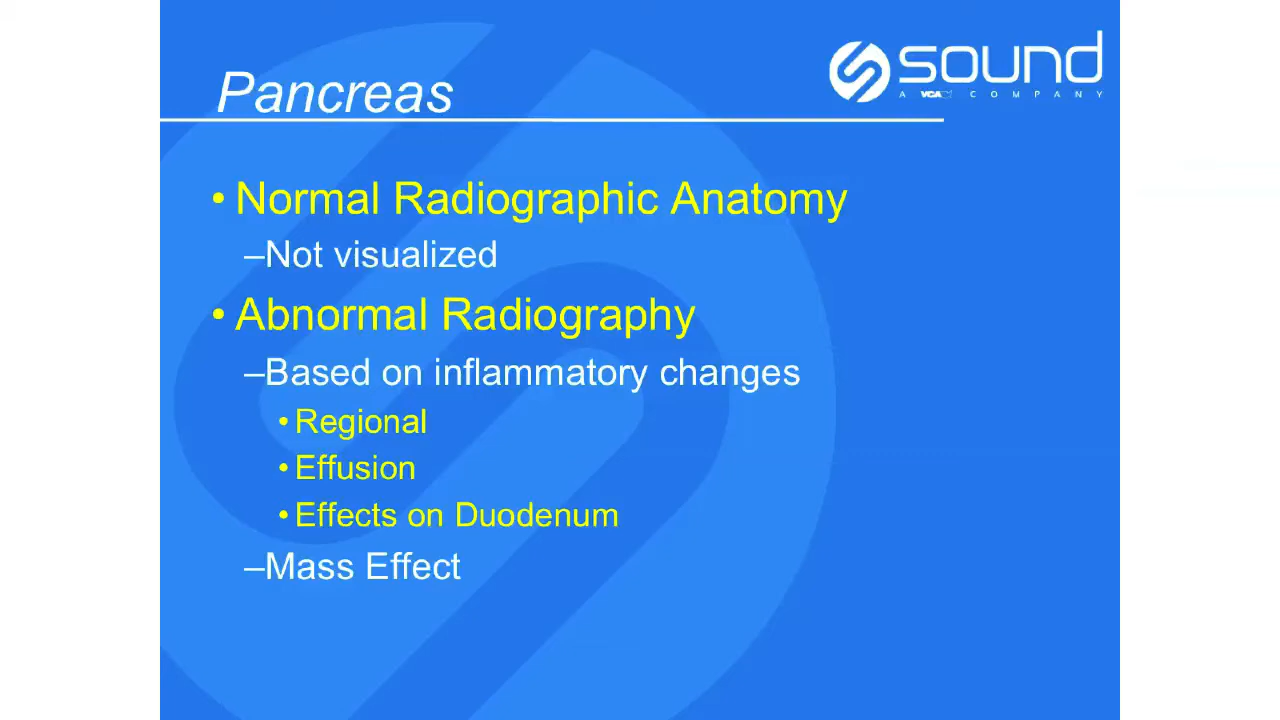 Pancreas
sound
A VCA COMPANY
• Normal Radiographic Anatomy
–Not visualized
• Abnormal Radiography
–Based on inflammatory changes
• Regional
• Effusion
• Effects on Duodenum
–Mass Effect